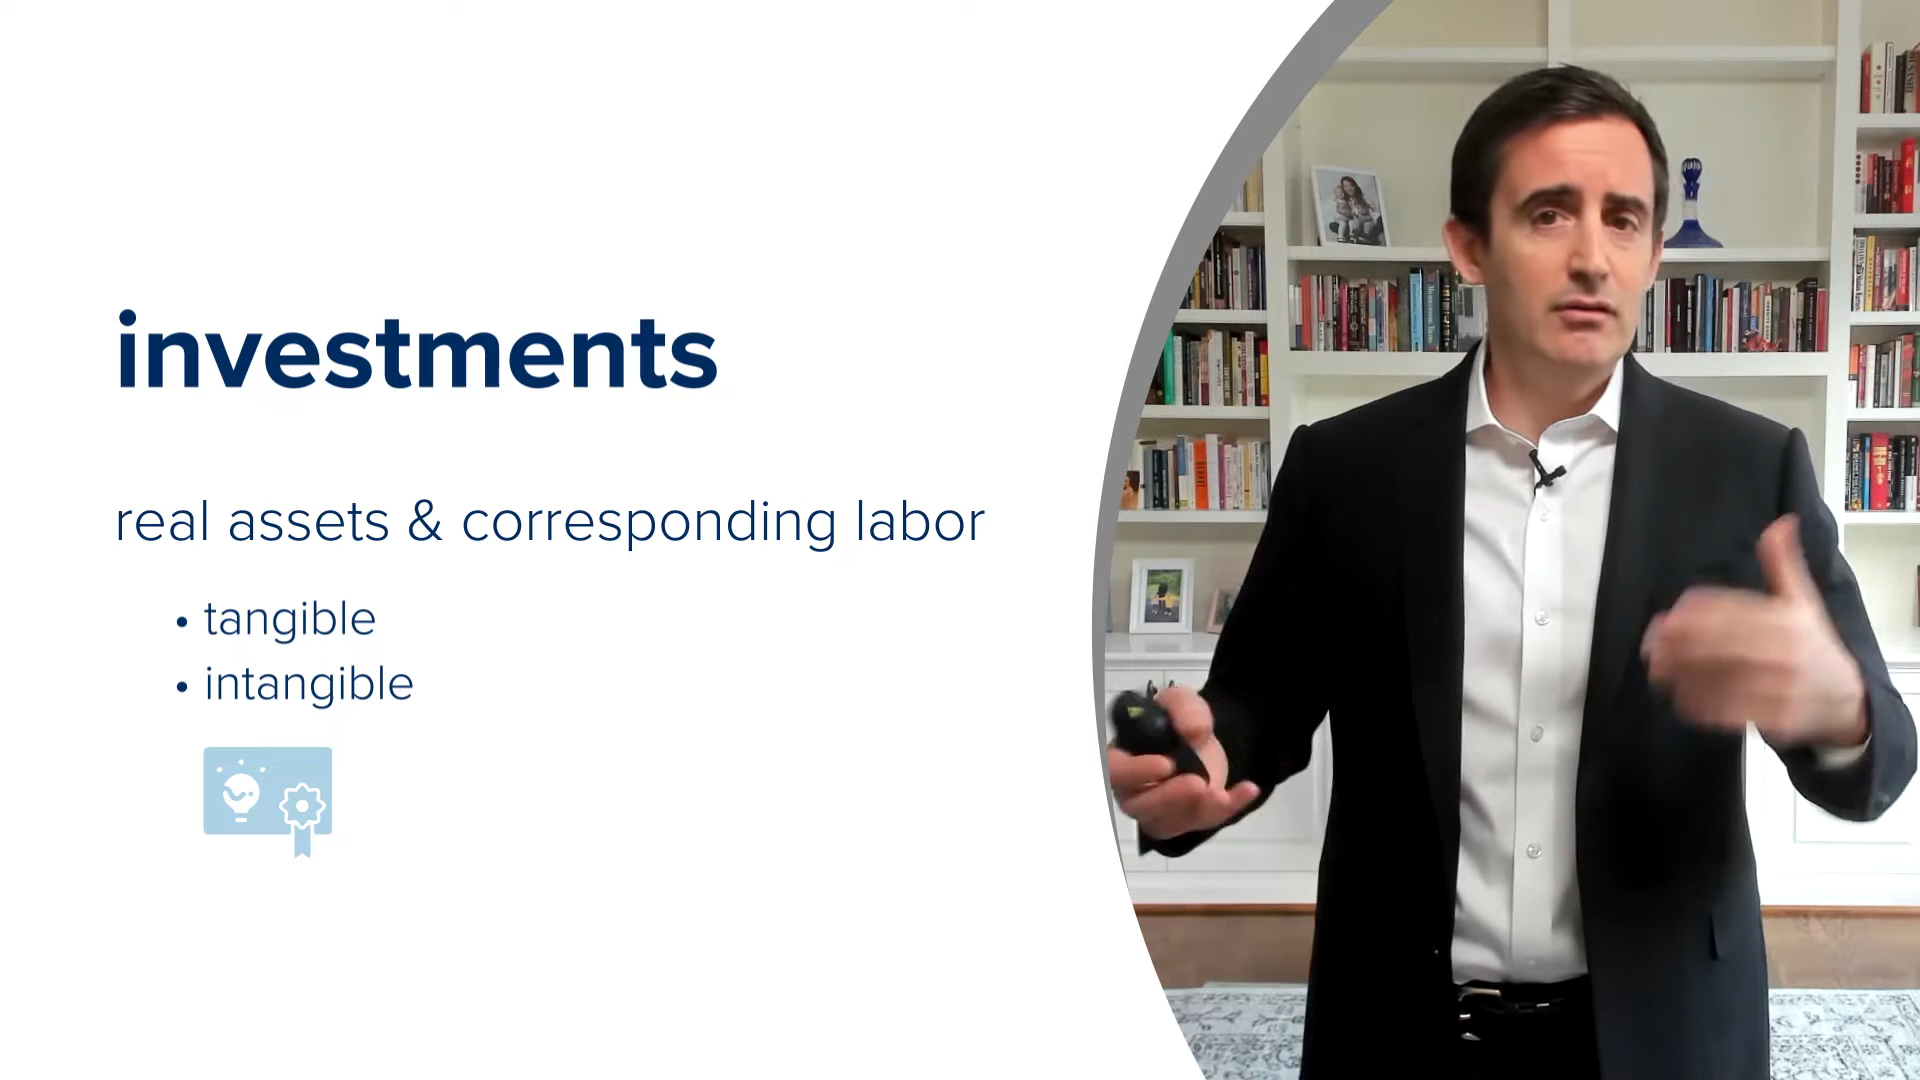 investments
real assets & corresponding labor
• tangible
• intangible